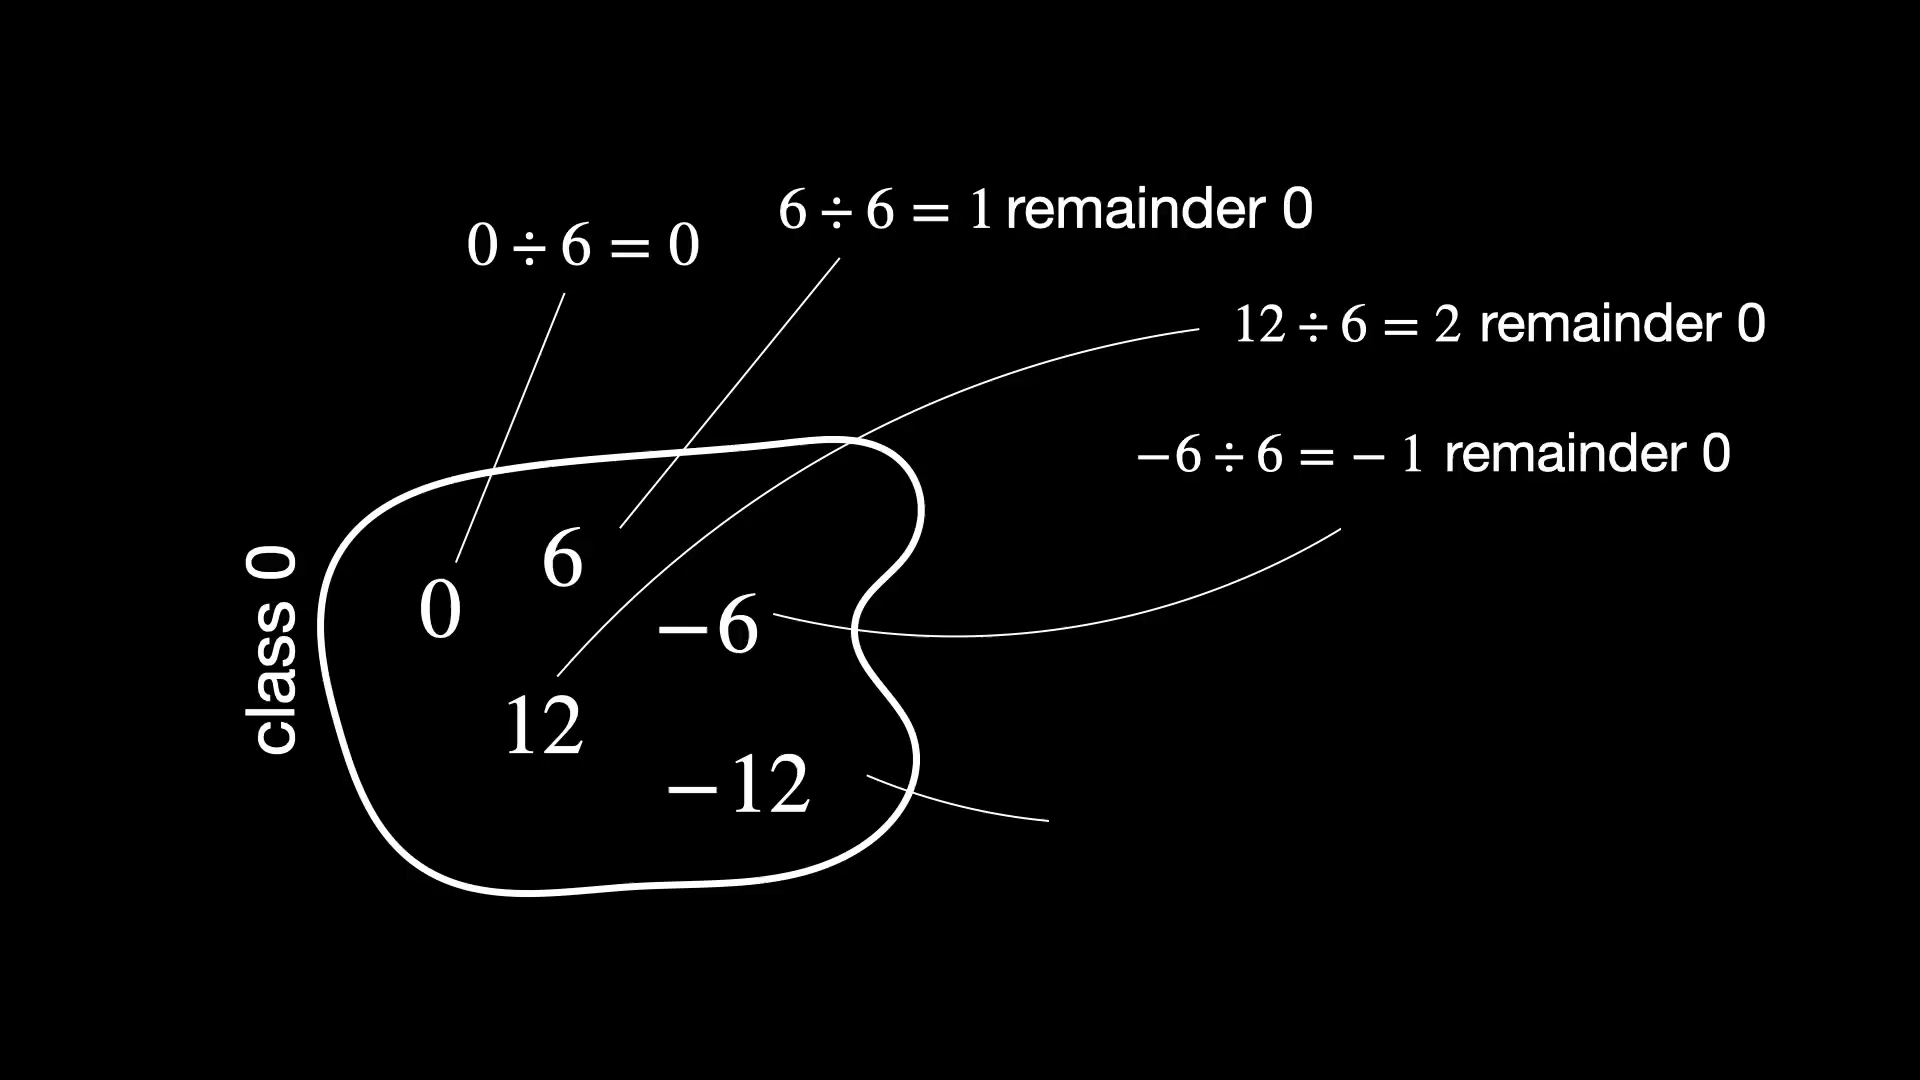 0 ÷ 6 = 0
6 ÷ 6 = 1 remainder 0
12 ÷ 6 = 2 remainder 0
−6 ÷ 6 = − 1 remainder 0
class 0
0
6
−6
12
−12